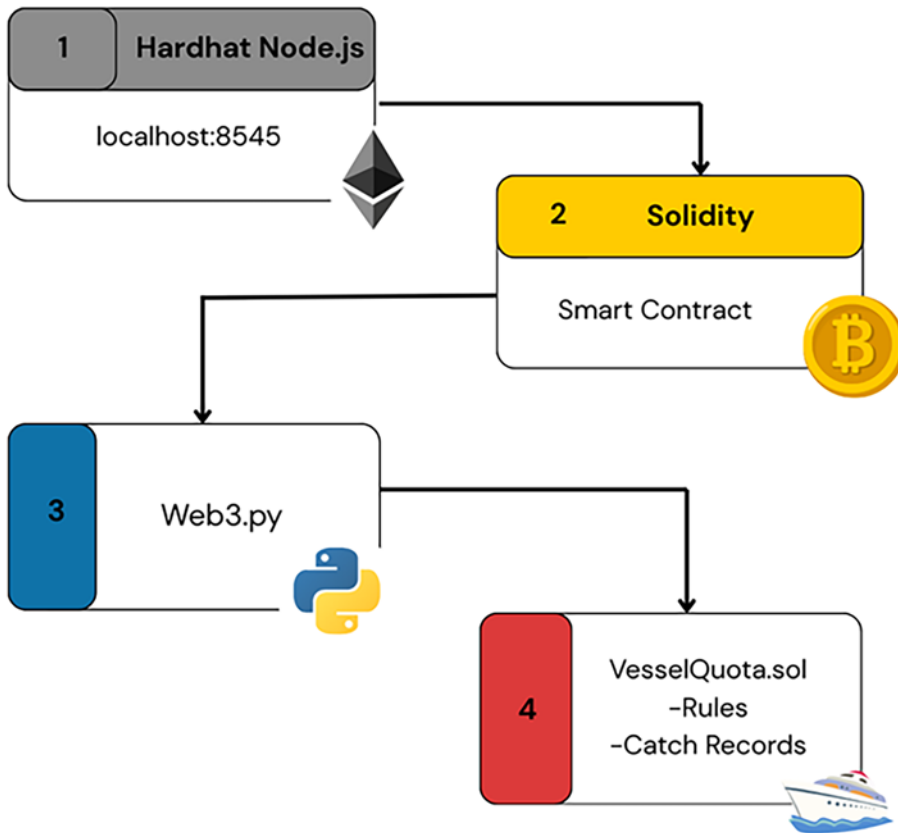 1 Hardhat Node.js
localhost:8545
2 Solidity
Smart Contract
3
Web3.py
4
VesselQuota.sol
-Rules
-Catch Records